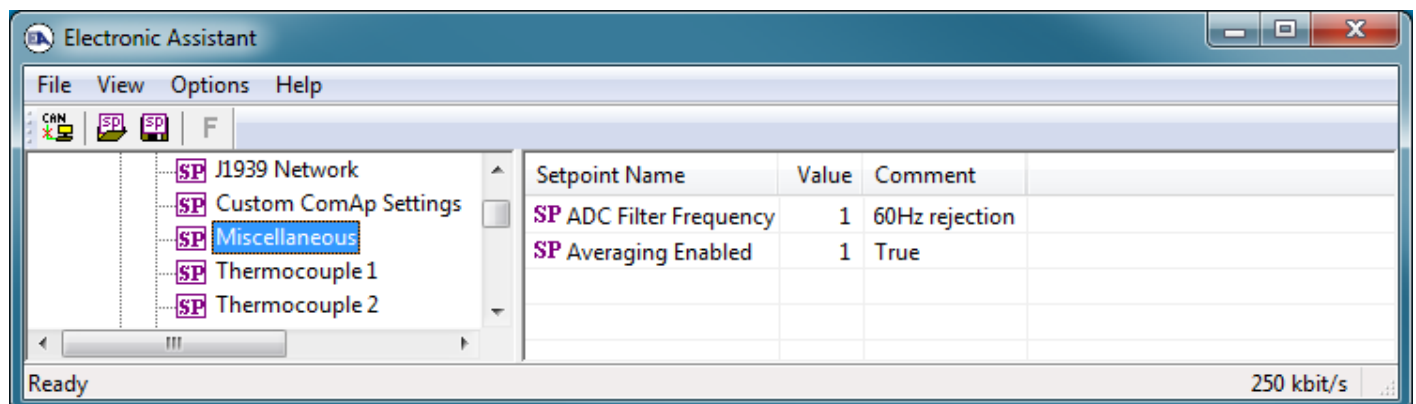 EA Electronic Assistant
File View Options Help
CAN SP SP F
SP J1939 Network
SP Custom ComAp Settings
SP Miscellaneous
SP Thermocouple 1
SP Thermocouple 2
Setpoint Name Value Comment
SP ADC Filter Frequency 1 60Hz rejection
SP Averaging Enabled 1 True
Ready 250 kbit/s